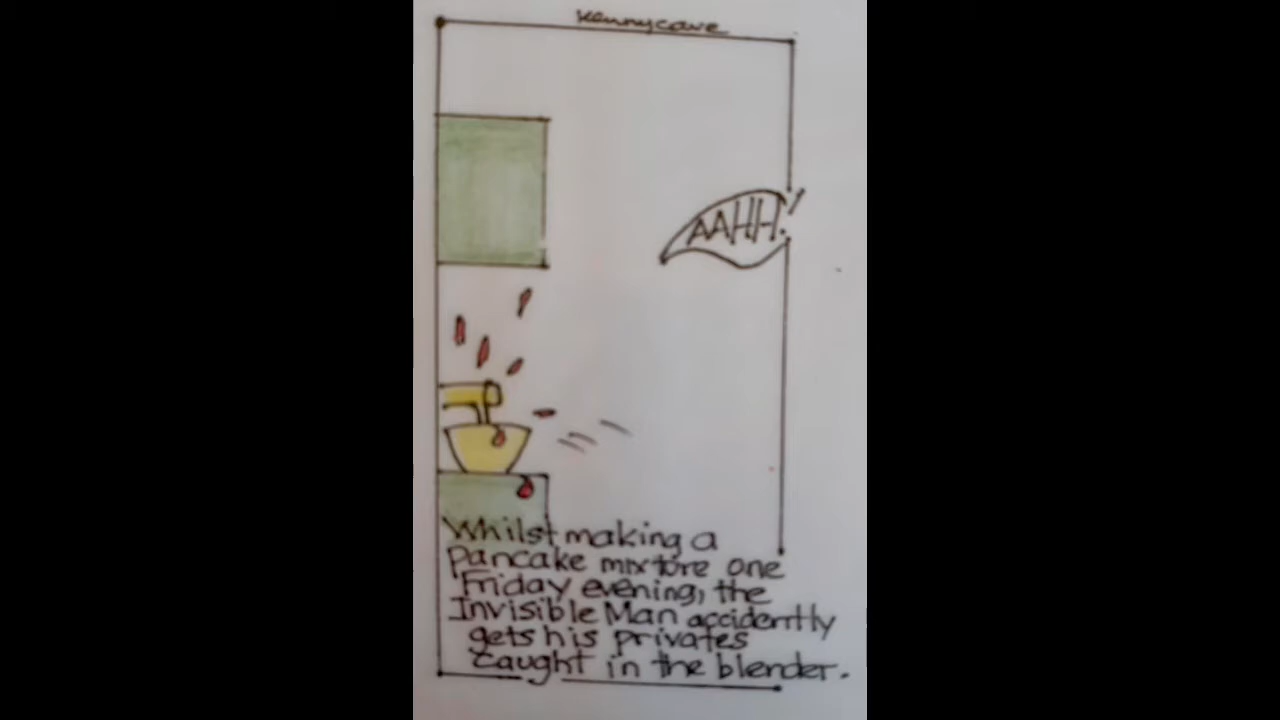 Kennycave
AAHH!
Whilst making a
pancake mixture one
Friday evening, the
Invisible Man accidently
gets his privates
caught in the blender.